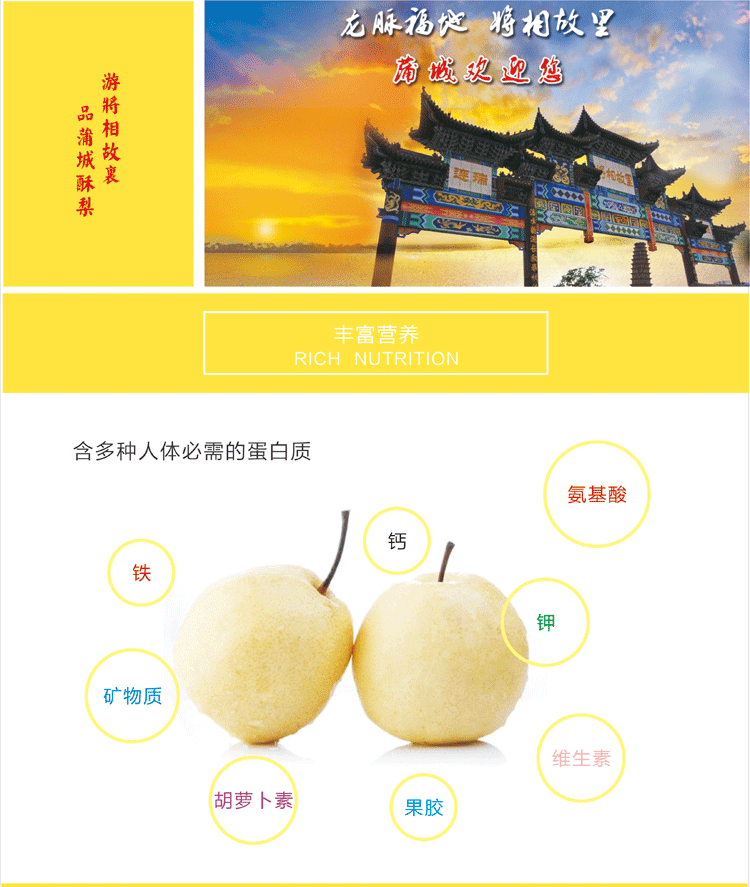 游將相故裏
品蒲城酥梨
龙脉福地 将相故里
蒲城欢迎您
丰富营养
RICH NUTRITION
含多种人体必需的蛋白质
氨基酸
钙
铁
钾
矿物质
维生素
胡萝卜素
果胶